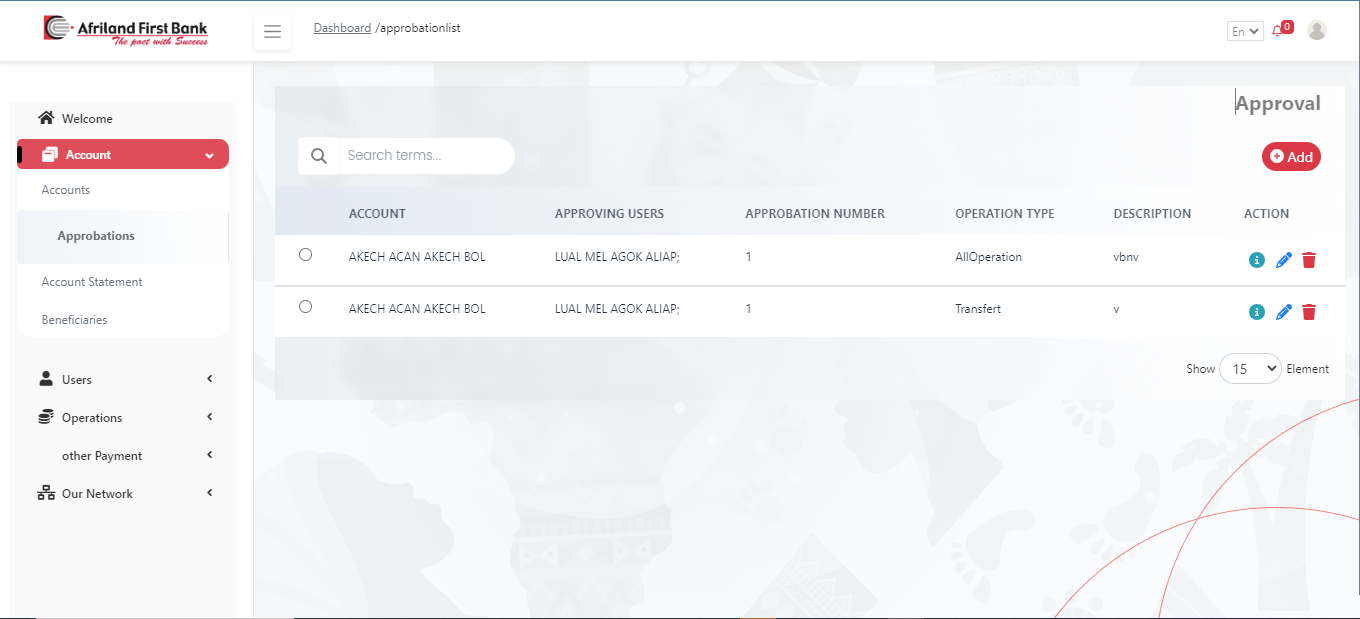 Afriland First Bank
The pact with Success
Dashboard /approbationlist
En
0
Welcome
Account
Accounts
Approbations
Account Statement
Beneficiaries
Users
Operations
other Payment
Our Network
Approval
Search terms...
Add
ACCOUNT APPROVING USERS APPROBATION NUMBER OPERATION TYPE DESCRIPTION ACTION
AKECH ACAN AKECH BOL LUAL MEL AGOK ALIAP; 1 AllOperation vbnv
AKECH ACAN AKECH BOL LUAL MEL AGOK ALIAP; 1 Transfert v
Show 15 Element